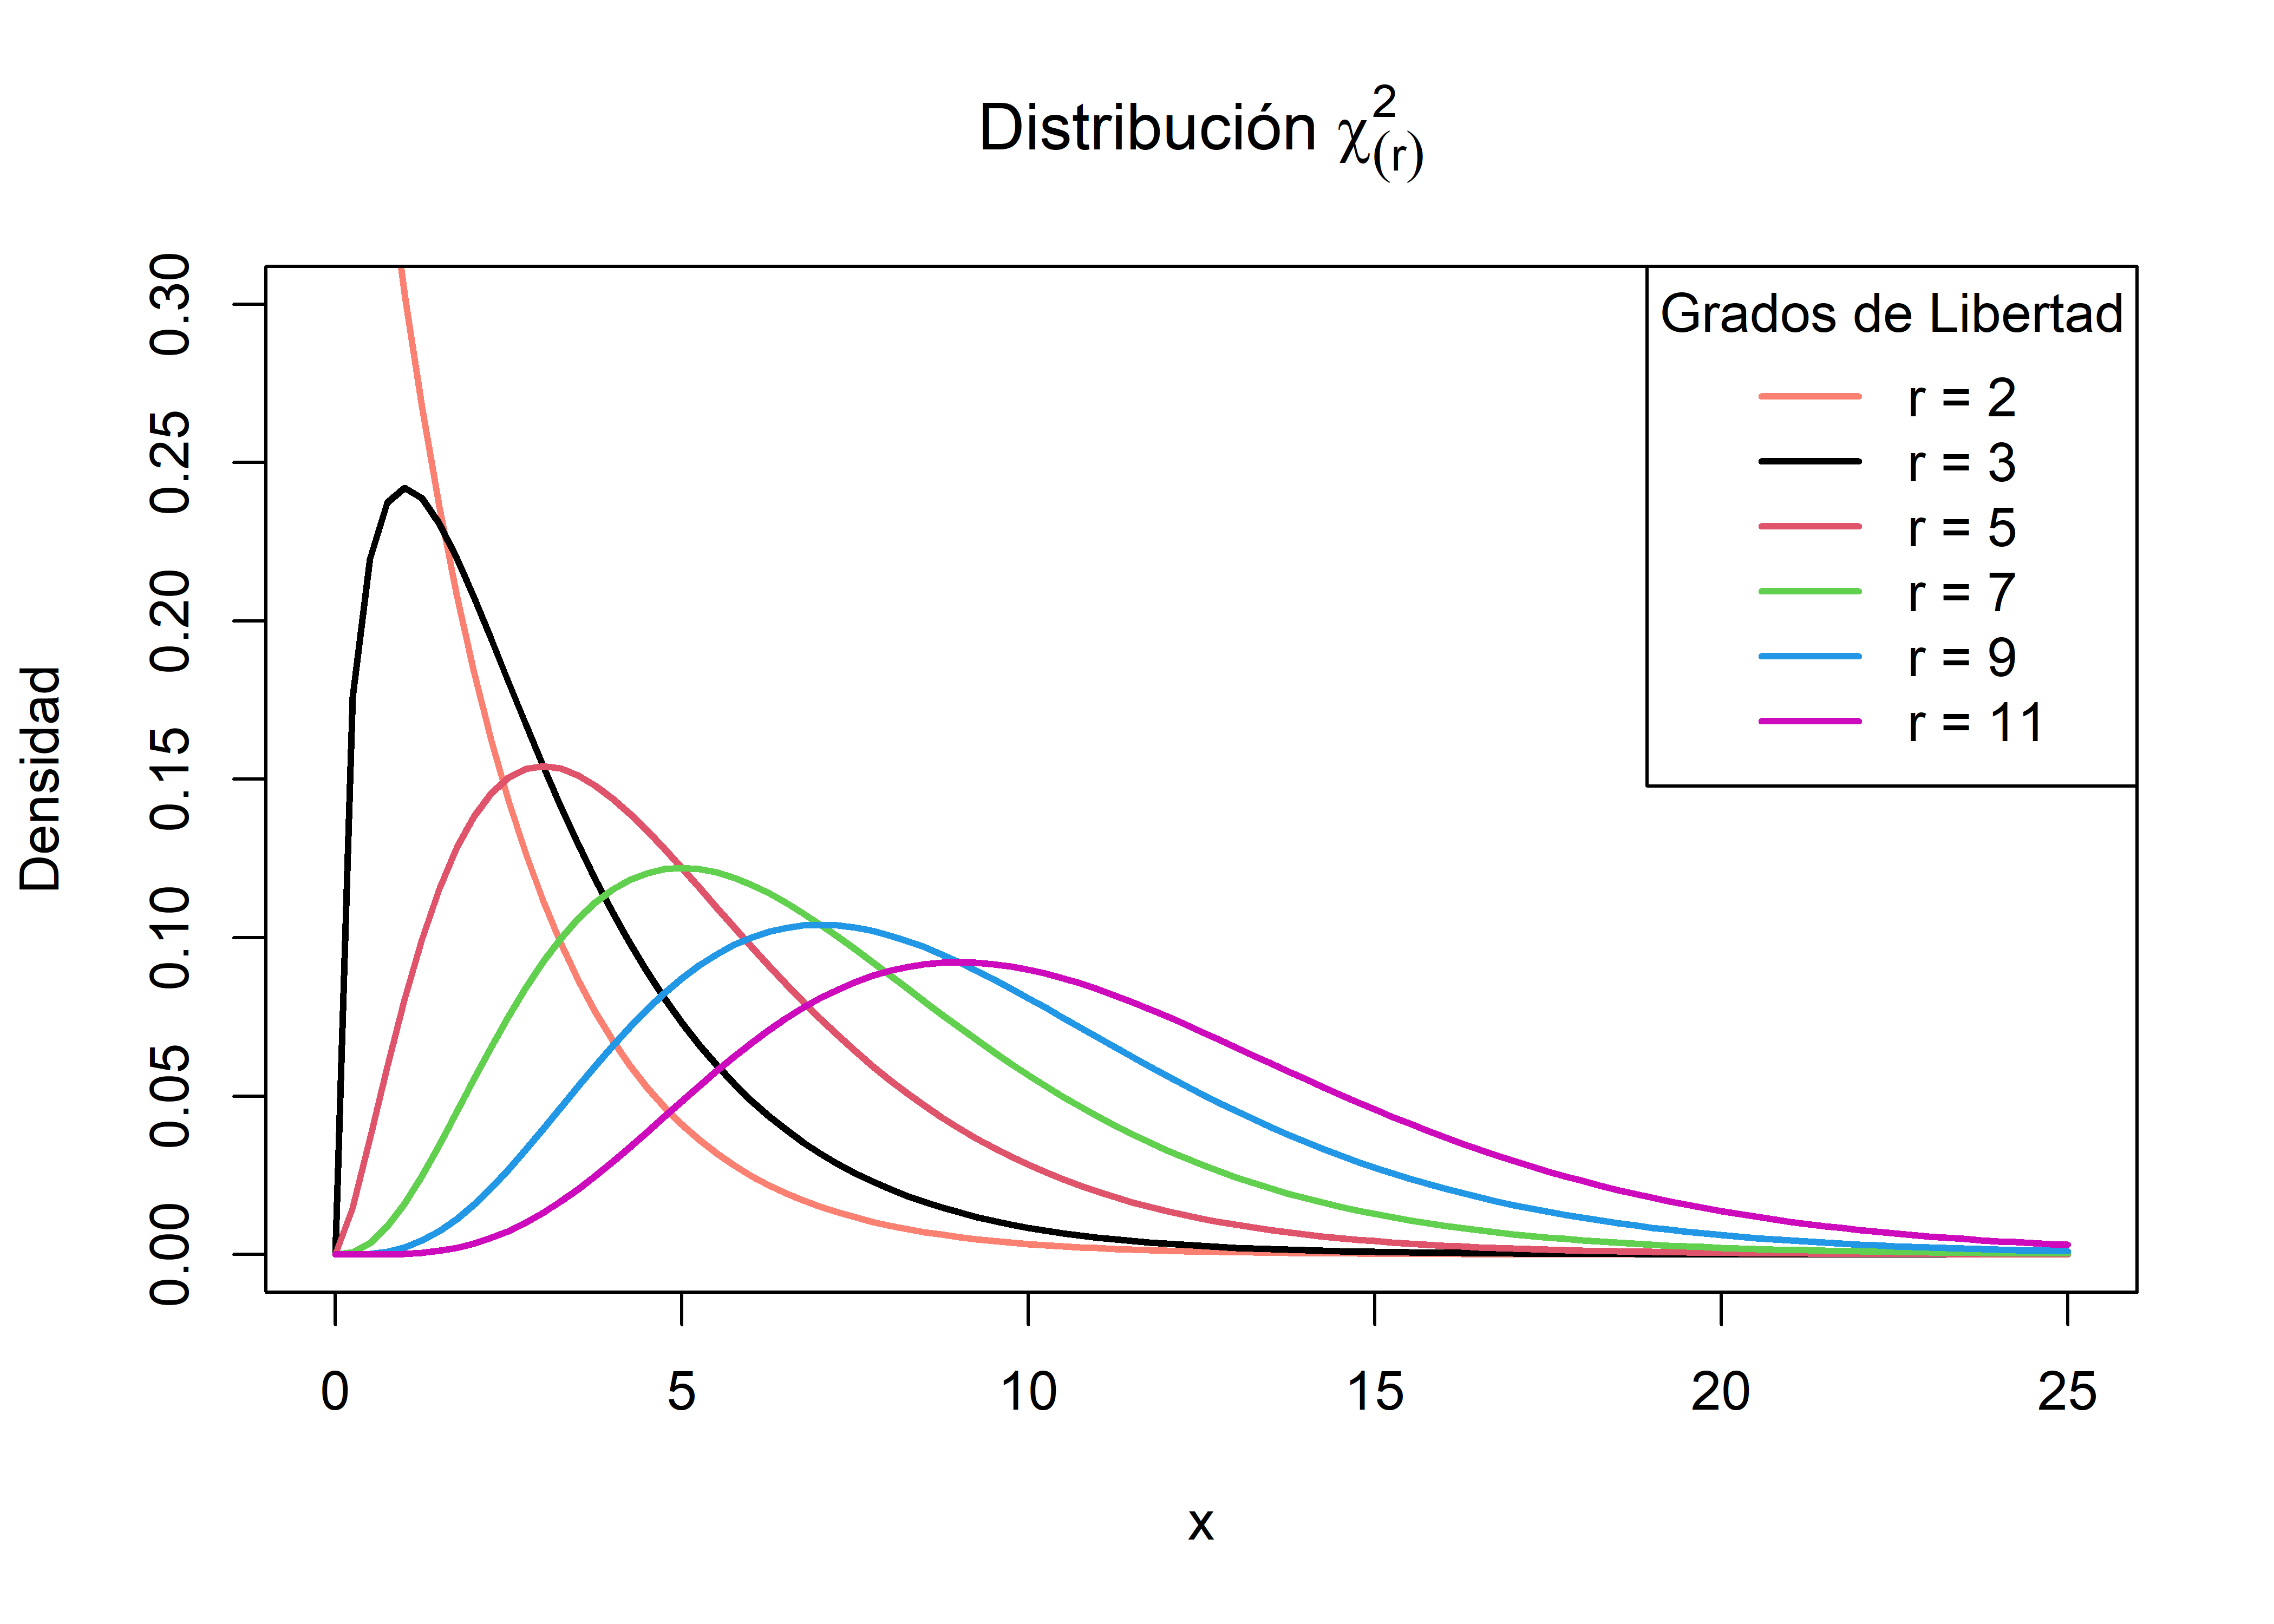 Distribución χ²₍r₎
Grados de Libertad
r = 2
r = 3
r = 5
r = 7
r = 9
r = 11
Densidad
0.30
0.25
0.20
0.15
0.10
0.05
0.00
0 5 10 15 20 25
x